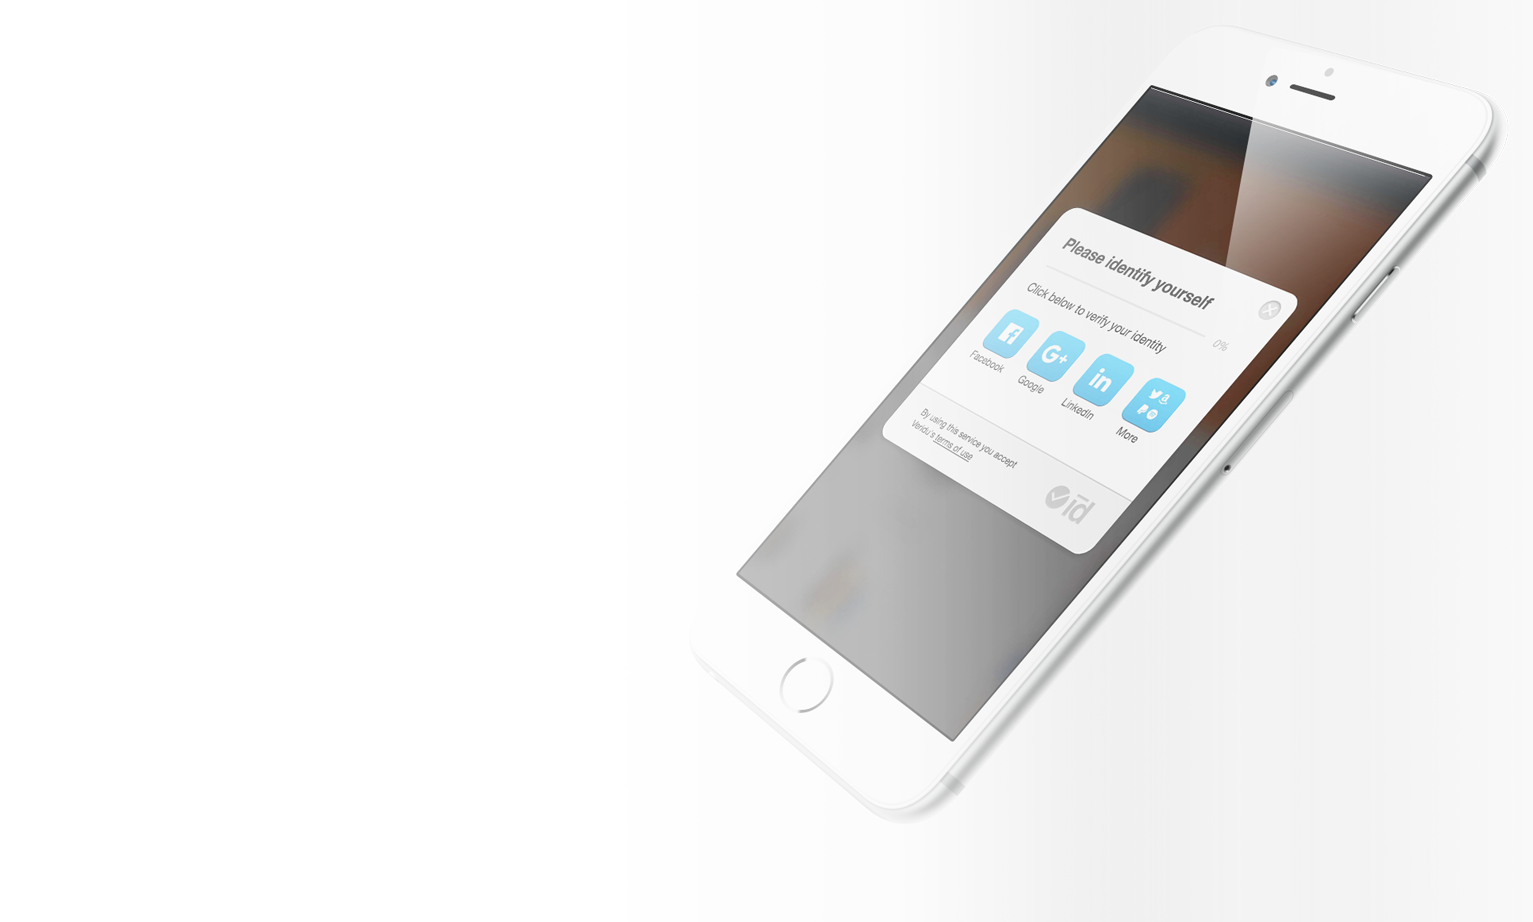 Please identify yourself
0%
Click below to verify your identity
Facebook
Google
LinkedIn
More
By using this service you accept
Veridu's terms of use
id